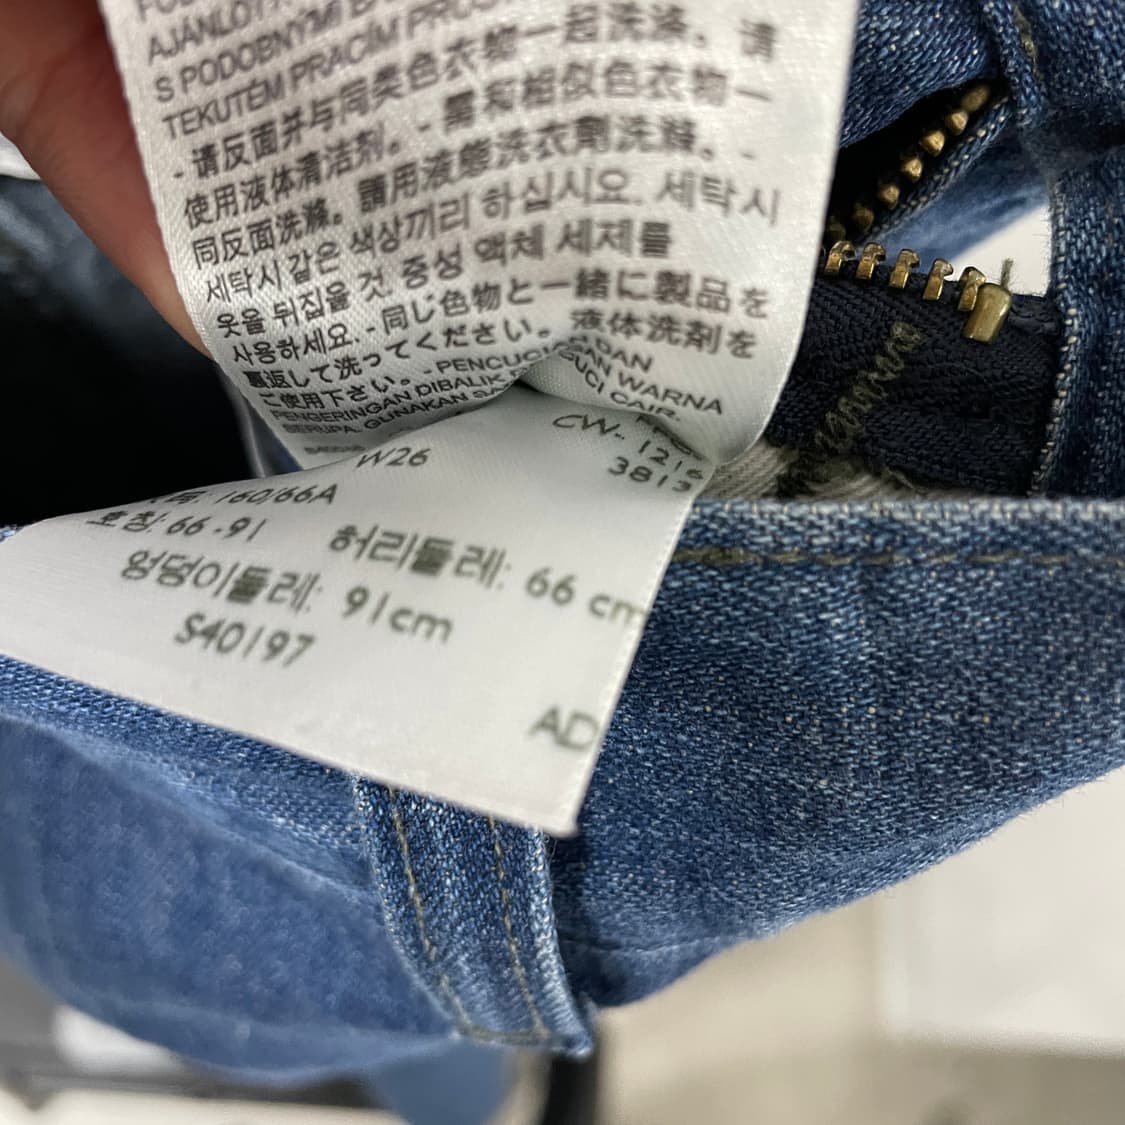 AJÁNLOT
S PODOBNÝMI
TEKUTÉM PRACÍM
- 请反面并与同类色衣物一起洗涤。请
使用液体清洁剂。- 需和相似色衣物一
同反面洗滌。請用液態洗衣劑洗滌。-
세탁시 같은 색상끼리 하십시오. 세탁시
옷을 뒤집을 것 중성 액체 세제를
사용하세요. - 同じ色物と一緒に製品を
裏返して洗ってください。液体洗剤を
ご使用下さい。- PENCUCI DAN
PENGERINGAN DIBALIK WARNA
SERUPA. GUNAKAN CAIR.
W26
CW- 1216
3813
160/66A
호칭: 66-91
허리둘레: 66 cm
엉덩이둘레: 91cm
S40197
AD